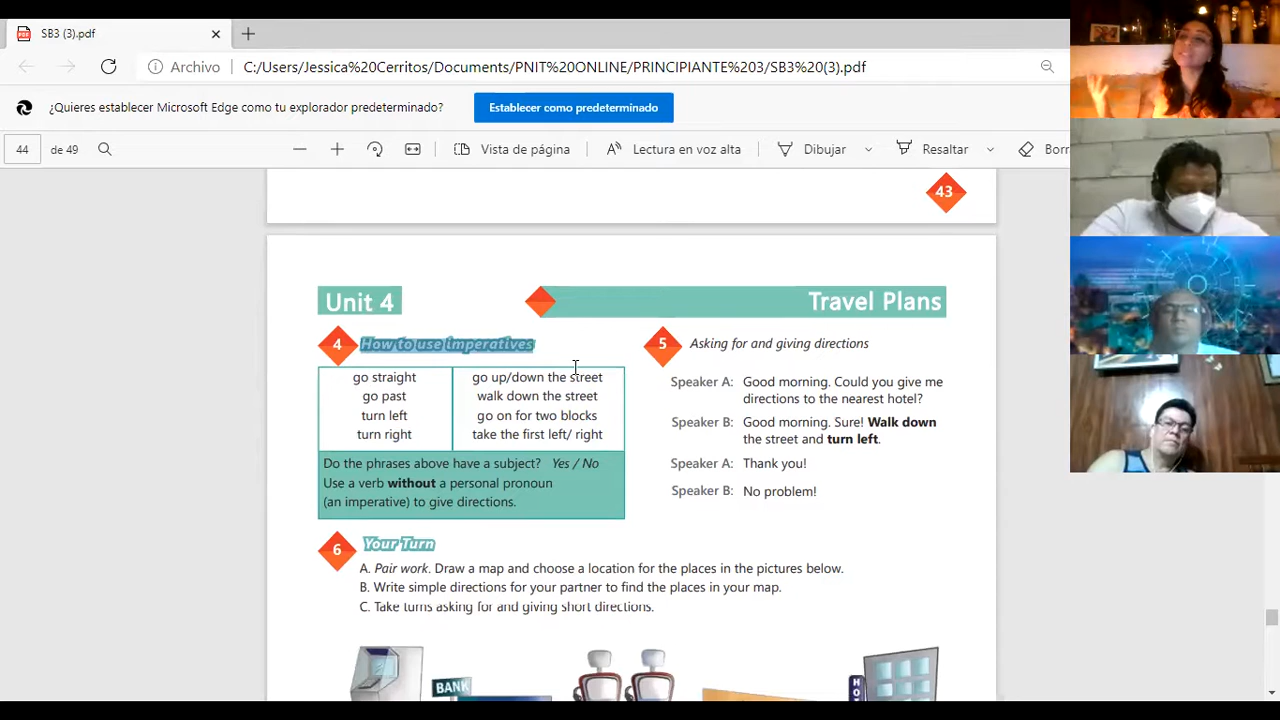 SB3 (3).pdf
Archivo C:/Users/Jessica%20Cerritos/Documents/PNIT%20ONLINE/PRINCIPIANTE%203/SB3%20(3).pdf
¿Quieres establecer Microsoft Edge como tu explorador predeterminado? Establecer como predeterminado
44 de 49 Vista de página Lectura en voz alta Dibujar Resaltar Borr
43
Unit 4 Travel Plans
4 How to use imperatives
go straight
go past
turn left
turn right
go up/down the street
walk down the street
go on for two blocks
take the first left/ right
Do the phrases above have a subject? Yes / No
Use a verb without a personal pronoun
(an imperative) to give directions.
5 Asking for and giving directions
Speaker A: Good morning. Could you give me
directions to the nearest hotel?
Speaker B: Good morning. Sure! Walk down
the street and turn left.
Speaker A: Thank you!
Speaker B: No problem!
6 Your Turn
A. Pair work. Draw a map and choose a location for the places in the pictures below.
B. Write simple directions for your partner to find the places in your map.
C. Take turns asking for and giving short directions.
BANK
HO